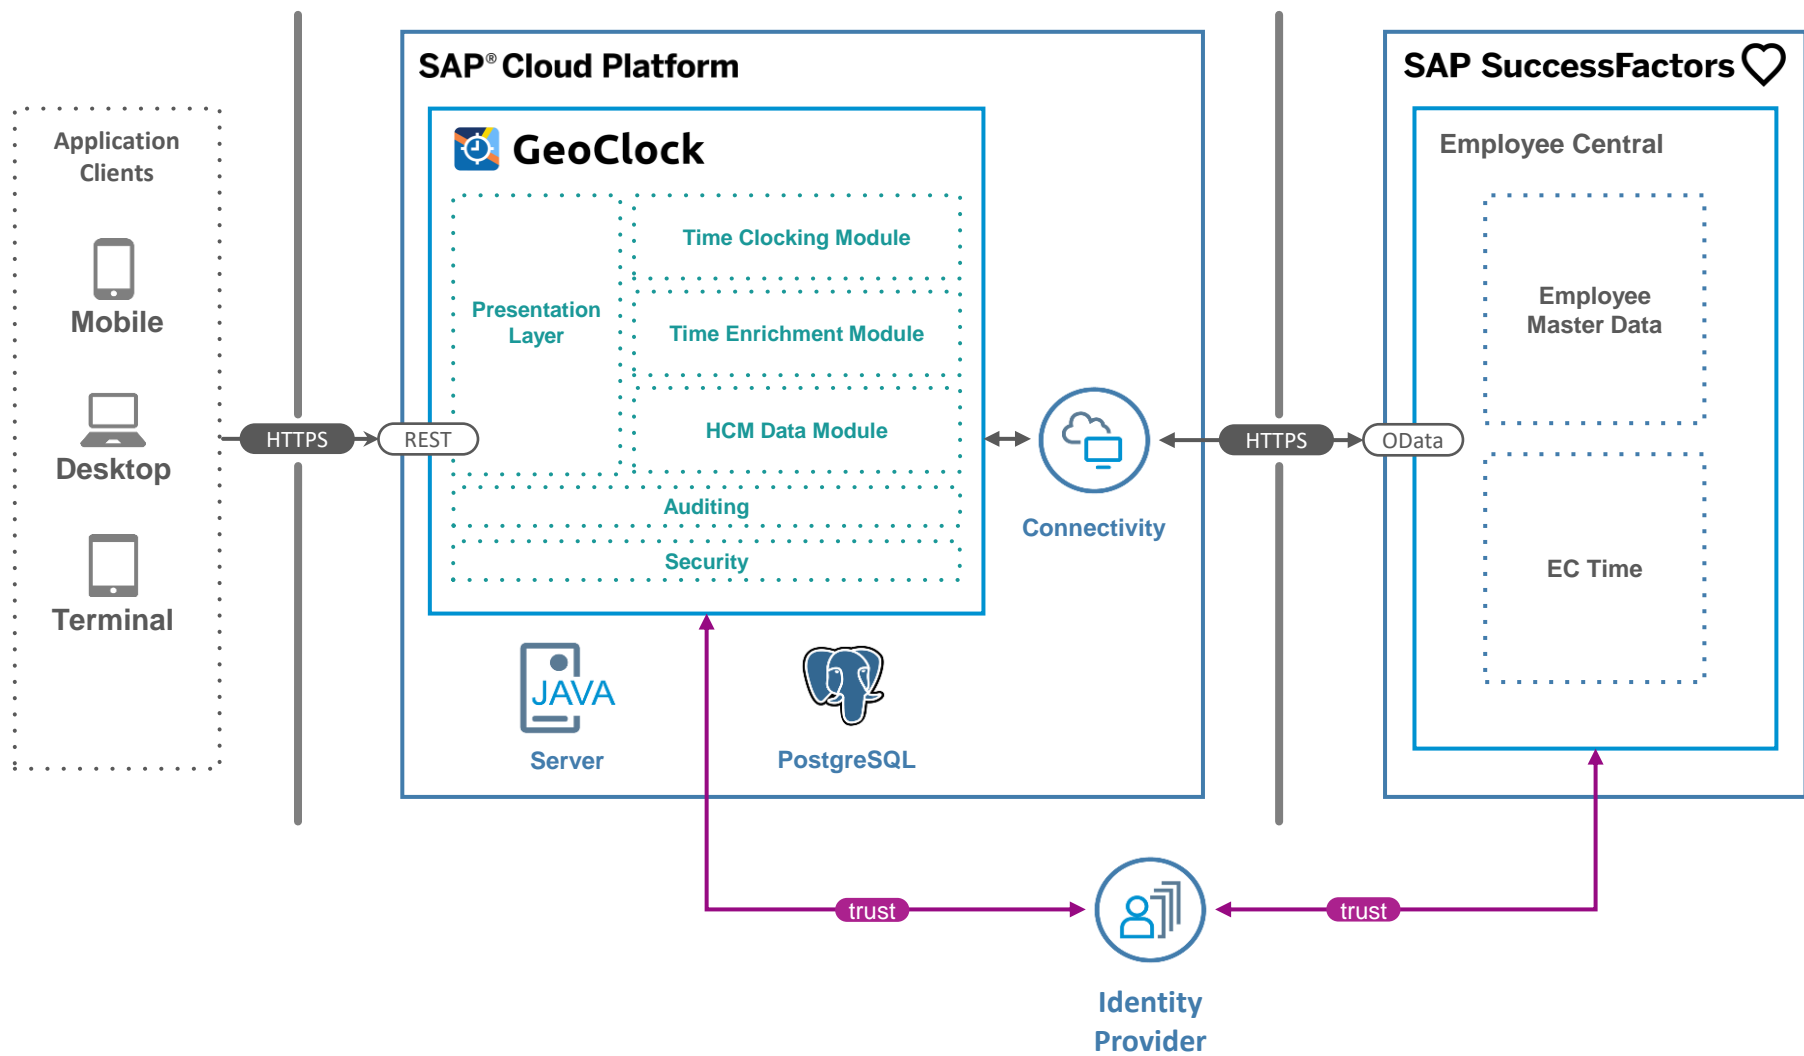 Application
Clients
Mobile
Desktop
Terminal
HTTPS
REST
SAP® Cloud Platform
GeoClock
Presentation
Layer
Time Clocking Module
Time Enrichment Module
HCM Data Module
Auditing
Security
JAVA
Server
PostgreSQL
Connectivity
HTTPS
OData
SAP SuccessFactors
Employee Central
Employee
Master Data
EC Time
trust
trust
Identity
Provider